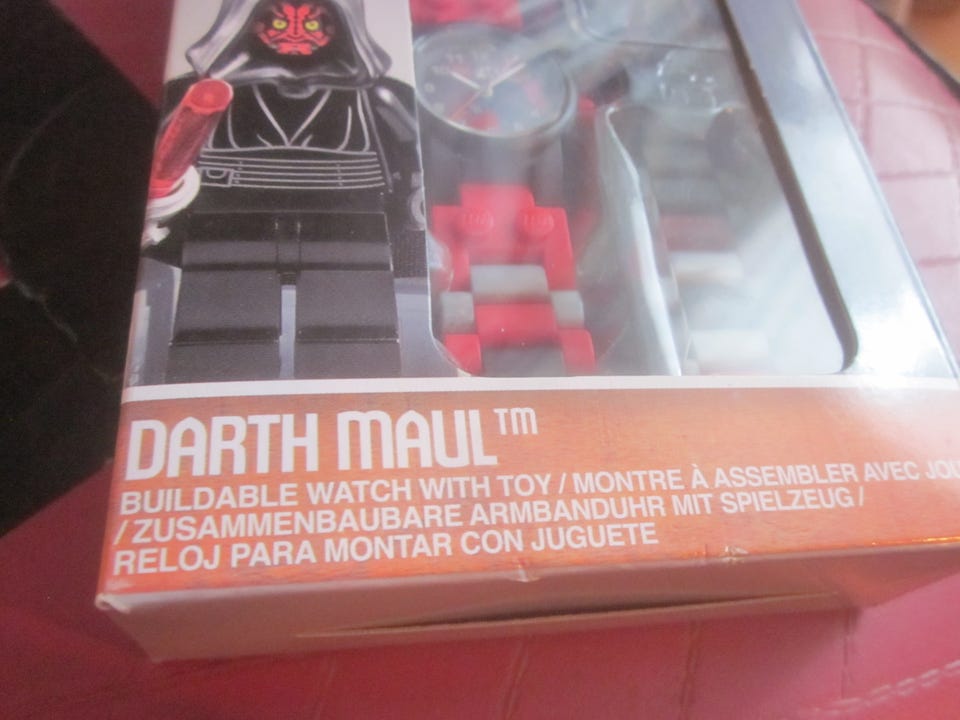 DARTH MAUL™
BUILDABLE WATCH WITH TOY / MONTRE À ASSEMBLER AVEC
/ ZUSAMMENBAUBARE ARMBANDUHR MIT SPIELZEUG /
RELOJ PARA MONTAR CON JUGUETE